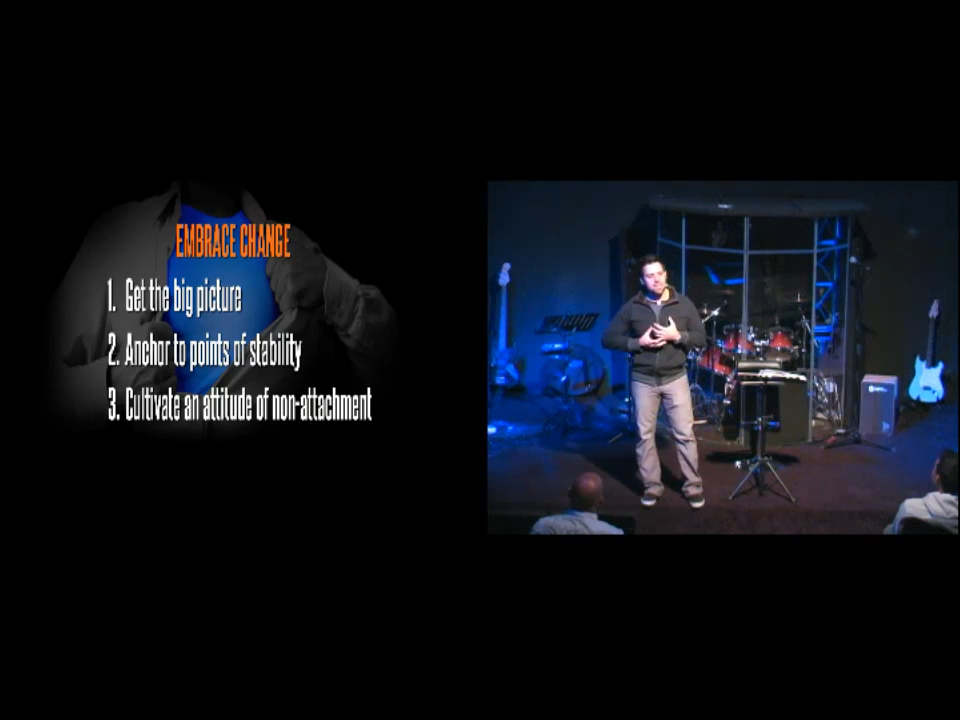 EMBRACE CHANGE
1. Get the big picture
2. Anchor to points of stability
3. Cultivate an attitude of non-attachment